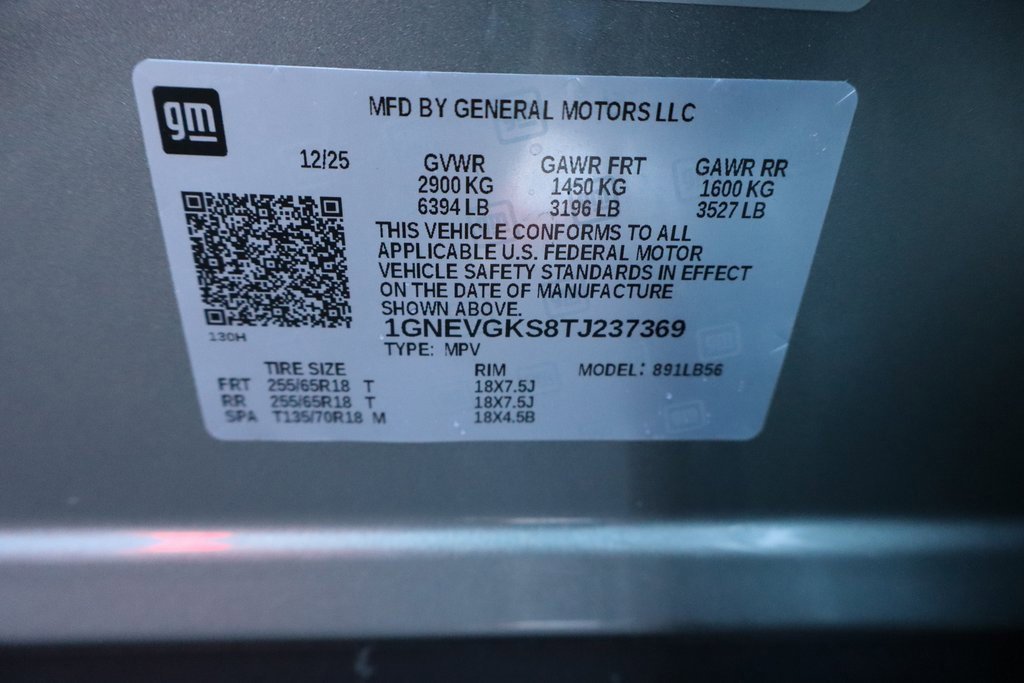 gm
MFD BY GENERAL MOTORS LLC
12/25 GVWR GAWR FRT GAWR RR
2900 KG 1450 KG 1600 KG
6394 LB 3196 LB 3527 LB
THIS VEHICLE CONFORMS TO ALL
APPLICABLE U.S. FEDERAL MOTOR
VEHICLE SAFETY STANDARDS IN EFFECT
ON THE DATE OF MANUFACTURE
SHOWN ABOVE.
1GNEVGKS8TJ237369
130H
TYPE: MPV
TIRE SIZE RIM MODEL: 891LB56
FRT 255/65R18 T 18X7.5J
RR 255/65R18 T 18X7.5J
SPA T135/70R18 M 18X4.5B